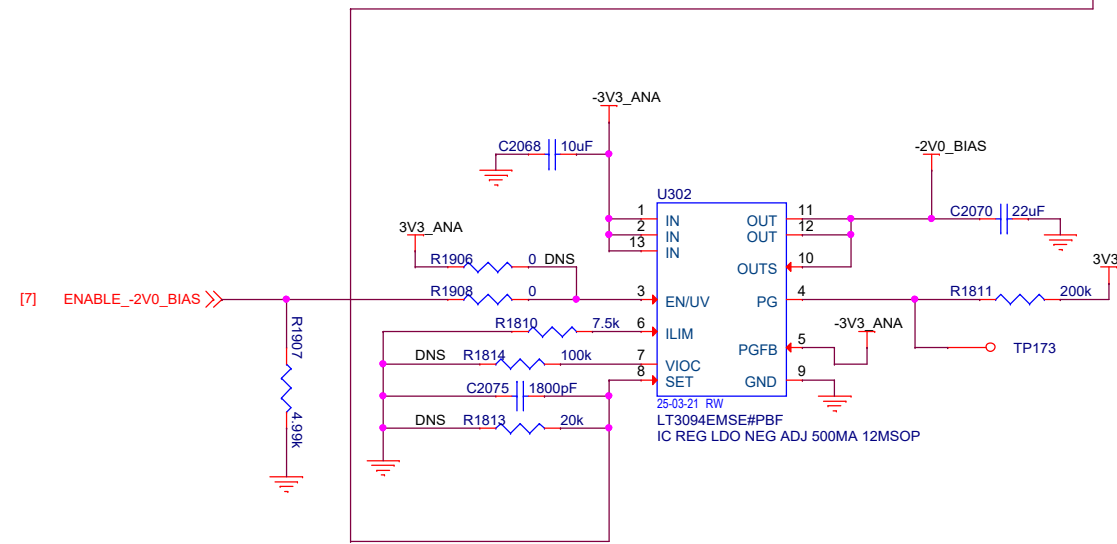 -3V3_ANA
C2068 10uF
-2V0_BIAS
U302
1 IN OUT 11
2 IN OUT 12
13 IN
C2070 22uF
3V3_ANA
R1906 0 DNS
OUTS 10
3V3
[7] ENABLE_-2V0_BIAS
R1908 0
3 EN/UV PG 4
R1811 200k
R1810 7.5k
6 ILIM
-3V3_ANA
PGFB 5
TP173
R1907
4.99k
DNS R1814 100k
7 VIOC
8 SET GND 9
C2075 1800pF
DNS R1813 20k
25-03-21 RW
LT3094EMSE#PBF
IC REG LDO NEG ADJ 500MA 12MSOP